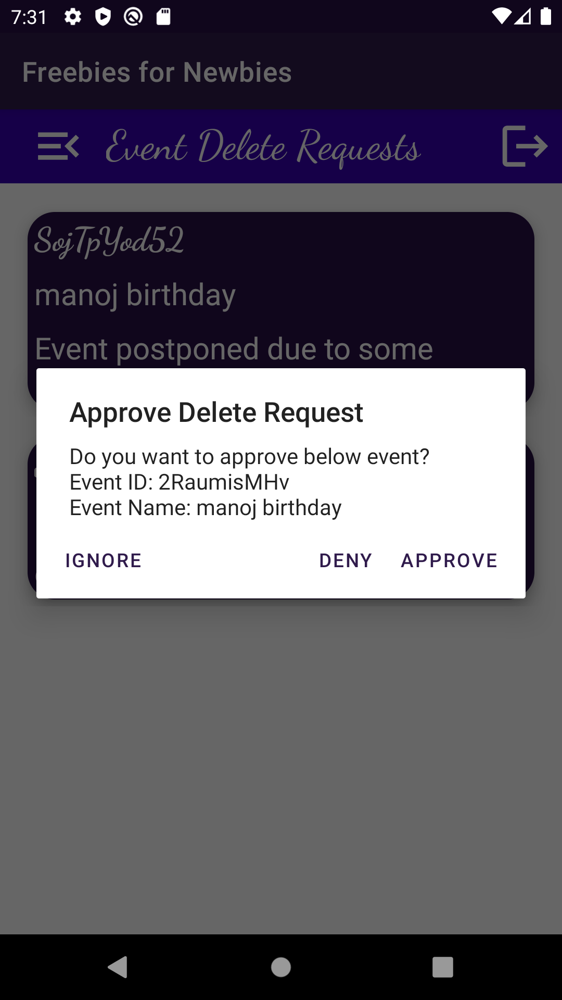 7:31
Freebies for Newbies
Event Delete Requests
SojTpYod52
manoj birthday
Event postponed due to some
Approve Delete Request
Do you want to approve below event?
Event ID: 2RaumisMHv
Event Name: manoj birthday
IGNORE DENY APPROVE